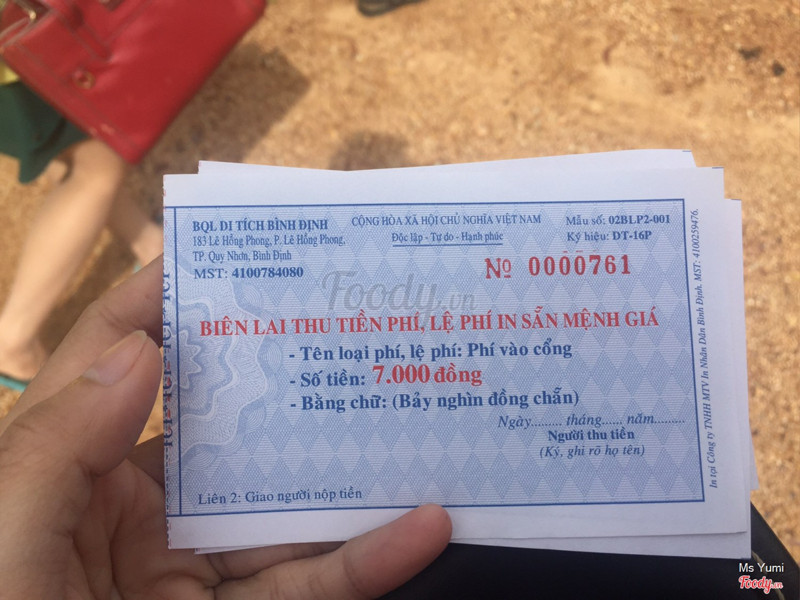 BQL DI TÍCH BÌNH ĐỊNH
183 Lê Hồng Phong, P. Lê Hồng Phong,
TP. Quy Nhơn, Bình Định
MST: 4100784080
CỘNG HÒA XÃ HỘI CHỦ NGHĨA VIỆT NAM
Độc lập - Tự do - Hạnh phúc
Mẫu số: 02BLP2-001
Ký hiệu: DT-16P
Nº 0000761
Foody.vn
BIÊN LAI THU TIỀN PHÍ, LỆ PHÍ IN SẴN MỆNH GIÁ
- Tên loại phí, lệ phí: Phí vào cổng
- Số tiền: 7.000 đồng
- Bằng chữ: (Bảy nghìn đồng chẵn)
Ngày......... tháng...... năm.........
Người thu tiền
(Ký, ghi rõ họ tên)
Liên 2: Giao người nộp tiền
In tại Công ty TNHH MTV In Nhân Dân Bình Định. MST: 4100259476.
Ms Yumi
Foody.vn